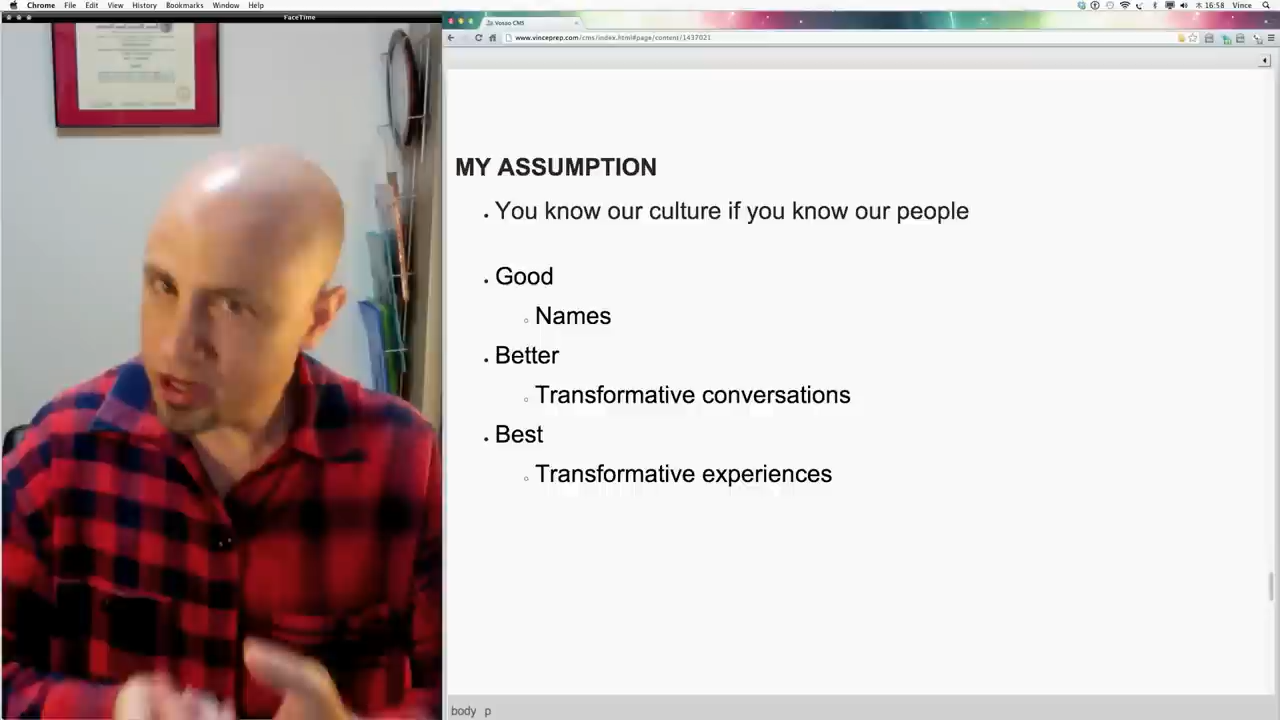 Chrome File Edit View History Bookmarks Window Help 16:58 Vince
FaceTime
Vosao CMS
www.vinceprep.com/cms/index.html#page/content/1437021
MY ASSUMPTION
You know our culture if you know our people
Good
Names
Better
Transformative conversations
Best
Transformative experiences
body p